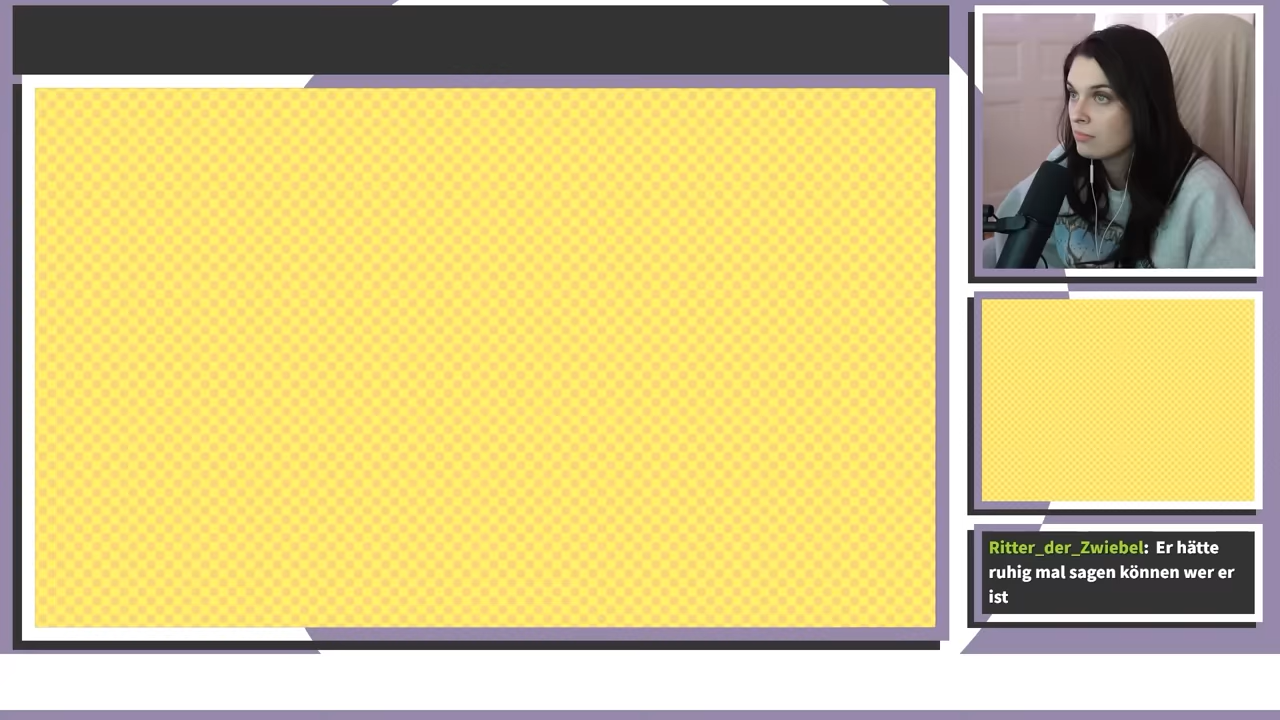 Ritter_der_Zwiebel: Er hätte
ruhig mal sagen können wer er
ist